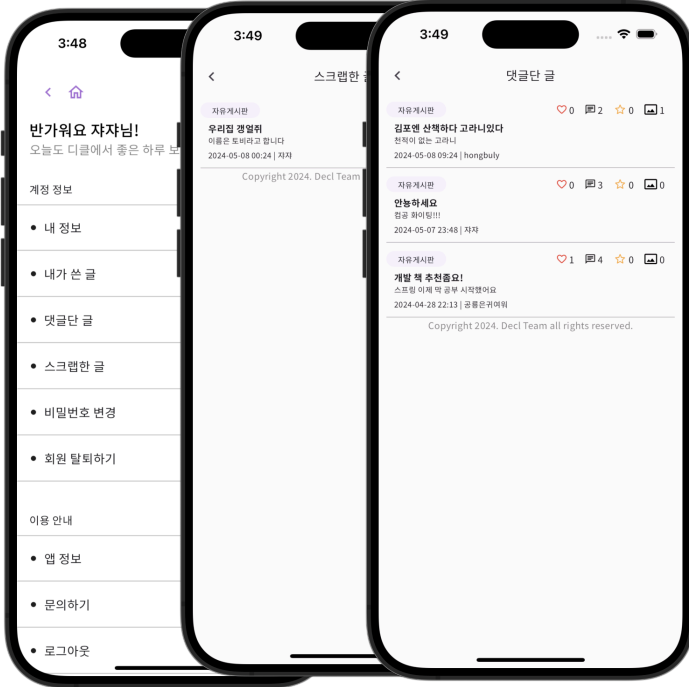 3:48
반가워요 쟈쟈님!
오늘도 디클에서 좋은 하루 보
계정 정보
내 정보
내가 쓴 글
댓글단 글
스크랩한 글
비밀번호 변경
회원 탈퇴하기
이용 안내
앱 정보
문의하기
로그아웃
3:49
스크랩한
자유게시판
우리집 갱얼쥐
이름은 토비라고 합니다
2024-05-08 00:24 | 쟈쟈
Copyright 2024. Decl Team
3:49
댓글단 글
자유게시판 0 2 0 1
김포엔 산책하다 고라니있다
천적이 없는 고라니
2024-05-08 09:24 | hongbuly
자유게시판 0 3 0 0
안뇽하세요
컴공 화이팅!!!
2024-05-07 23:48 | 쟈쟈
자유게시판 1 4 0 0
개발 책 추천좀요!
스프링 이제 막 공부 시작했어요
2024-04-28 22:13 | 공룡은귀여워
Copyright 2024. Decl Team all rights reserved.